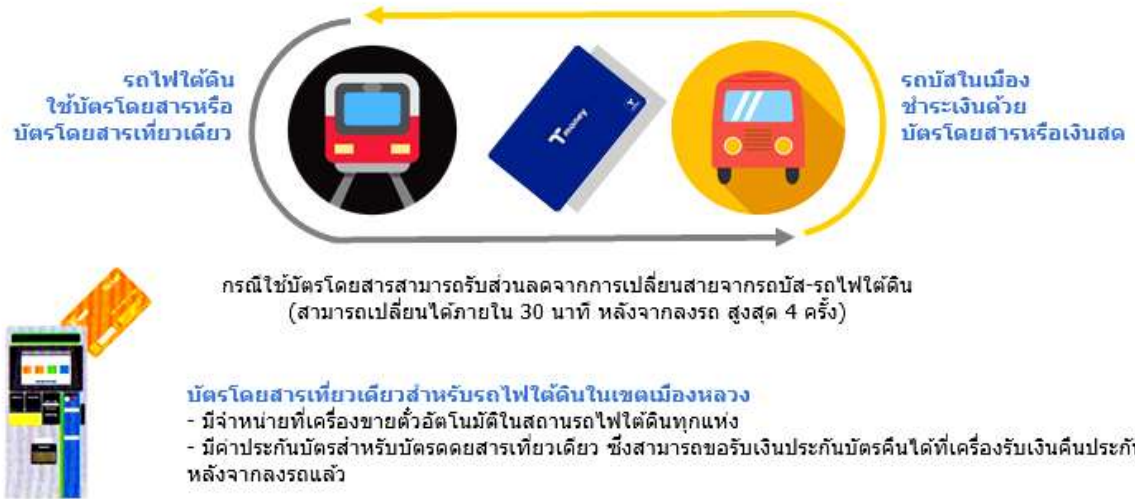 รถไฟใต้ดิน
ใช้บัตรโดยสารหรือ
บัตรโดยสารเที่ยวเดียว
T money
รถบัสในเมือง
ชำระเงินด้วย
บัตรโดยสารหรือเงินสด
กรณีใช้บัตรโดยสารสามารถรับส่วนลดจากการเปลี่ยนสายจากรถบัส-รถไฟใต้ดิน
(สามารถเปลี่ยนได้ภายใน 30 นาที หลังจากลงรถ สูงสุด 4 ครั้ง)
บัตรโดยสารเที่ยวเดียวสำหรับรถไฟใต้ดินในเขตเมืองหลวง
- มีจำหน่ายที่เครื่องขายตั๋วอัตโนมัติในสถานรถไฟใต้ดินทุกแห่ง
- มีค่าประกันบัตรสำหรับบัตรดดยสารเที่ยวเดียว ซึ่งสามารถขอรับเงินประกันบัตรคืนได้ที่เครื่องรับเงินคืนประกัน
หลังจากลงรถแล้ว